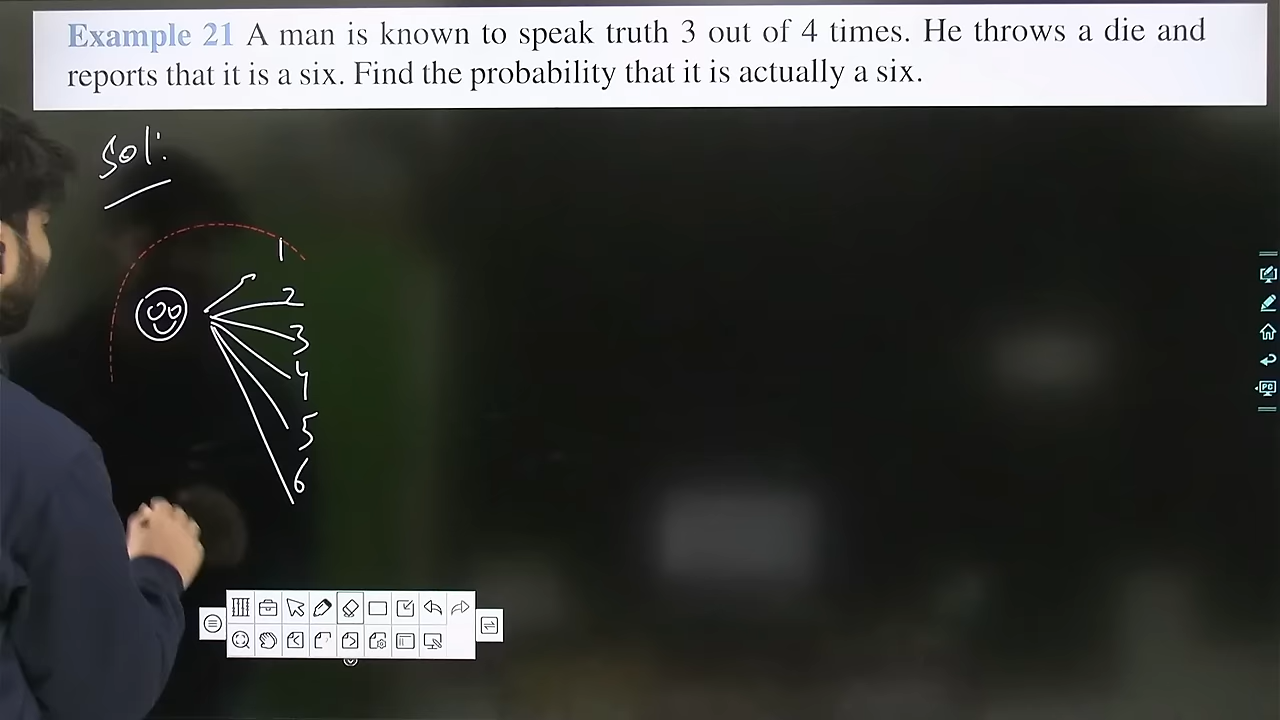 Example 21 A man is known to speak truth 3 out of 4 times. He throws a die and
reports that it is a six. Find the probability that it is actually a six.
Sol:
1
2
3
4
5
6
PC